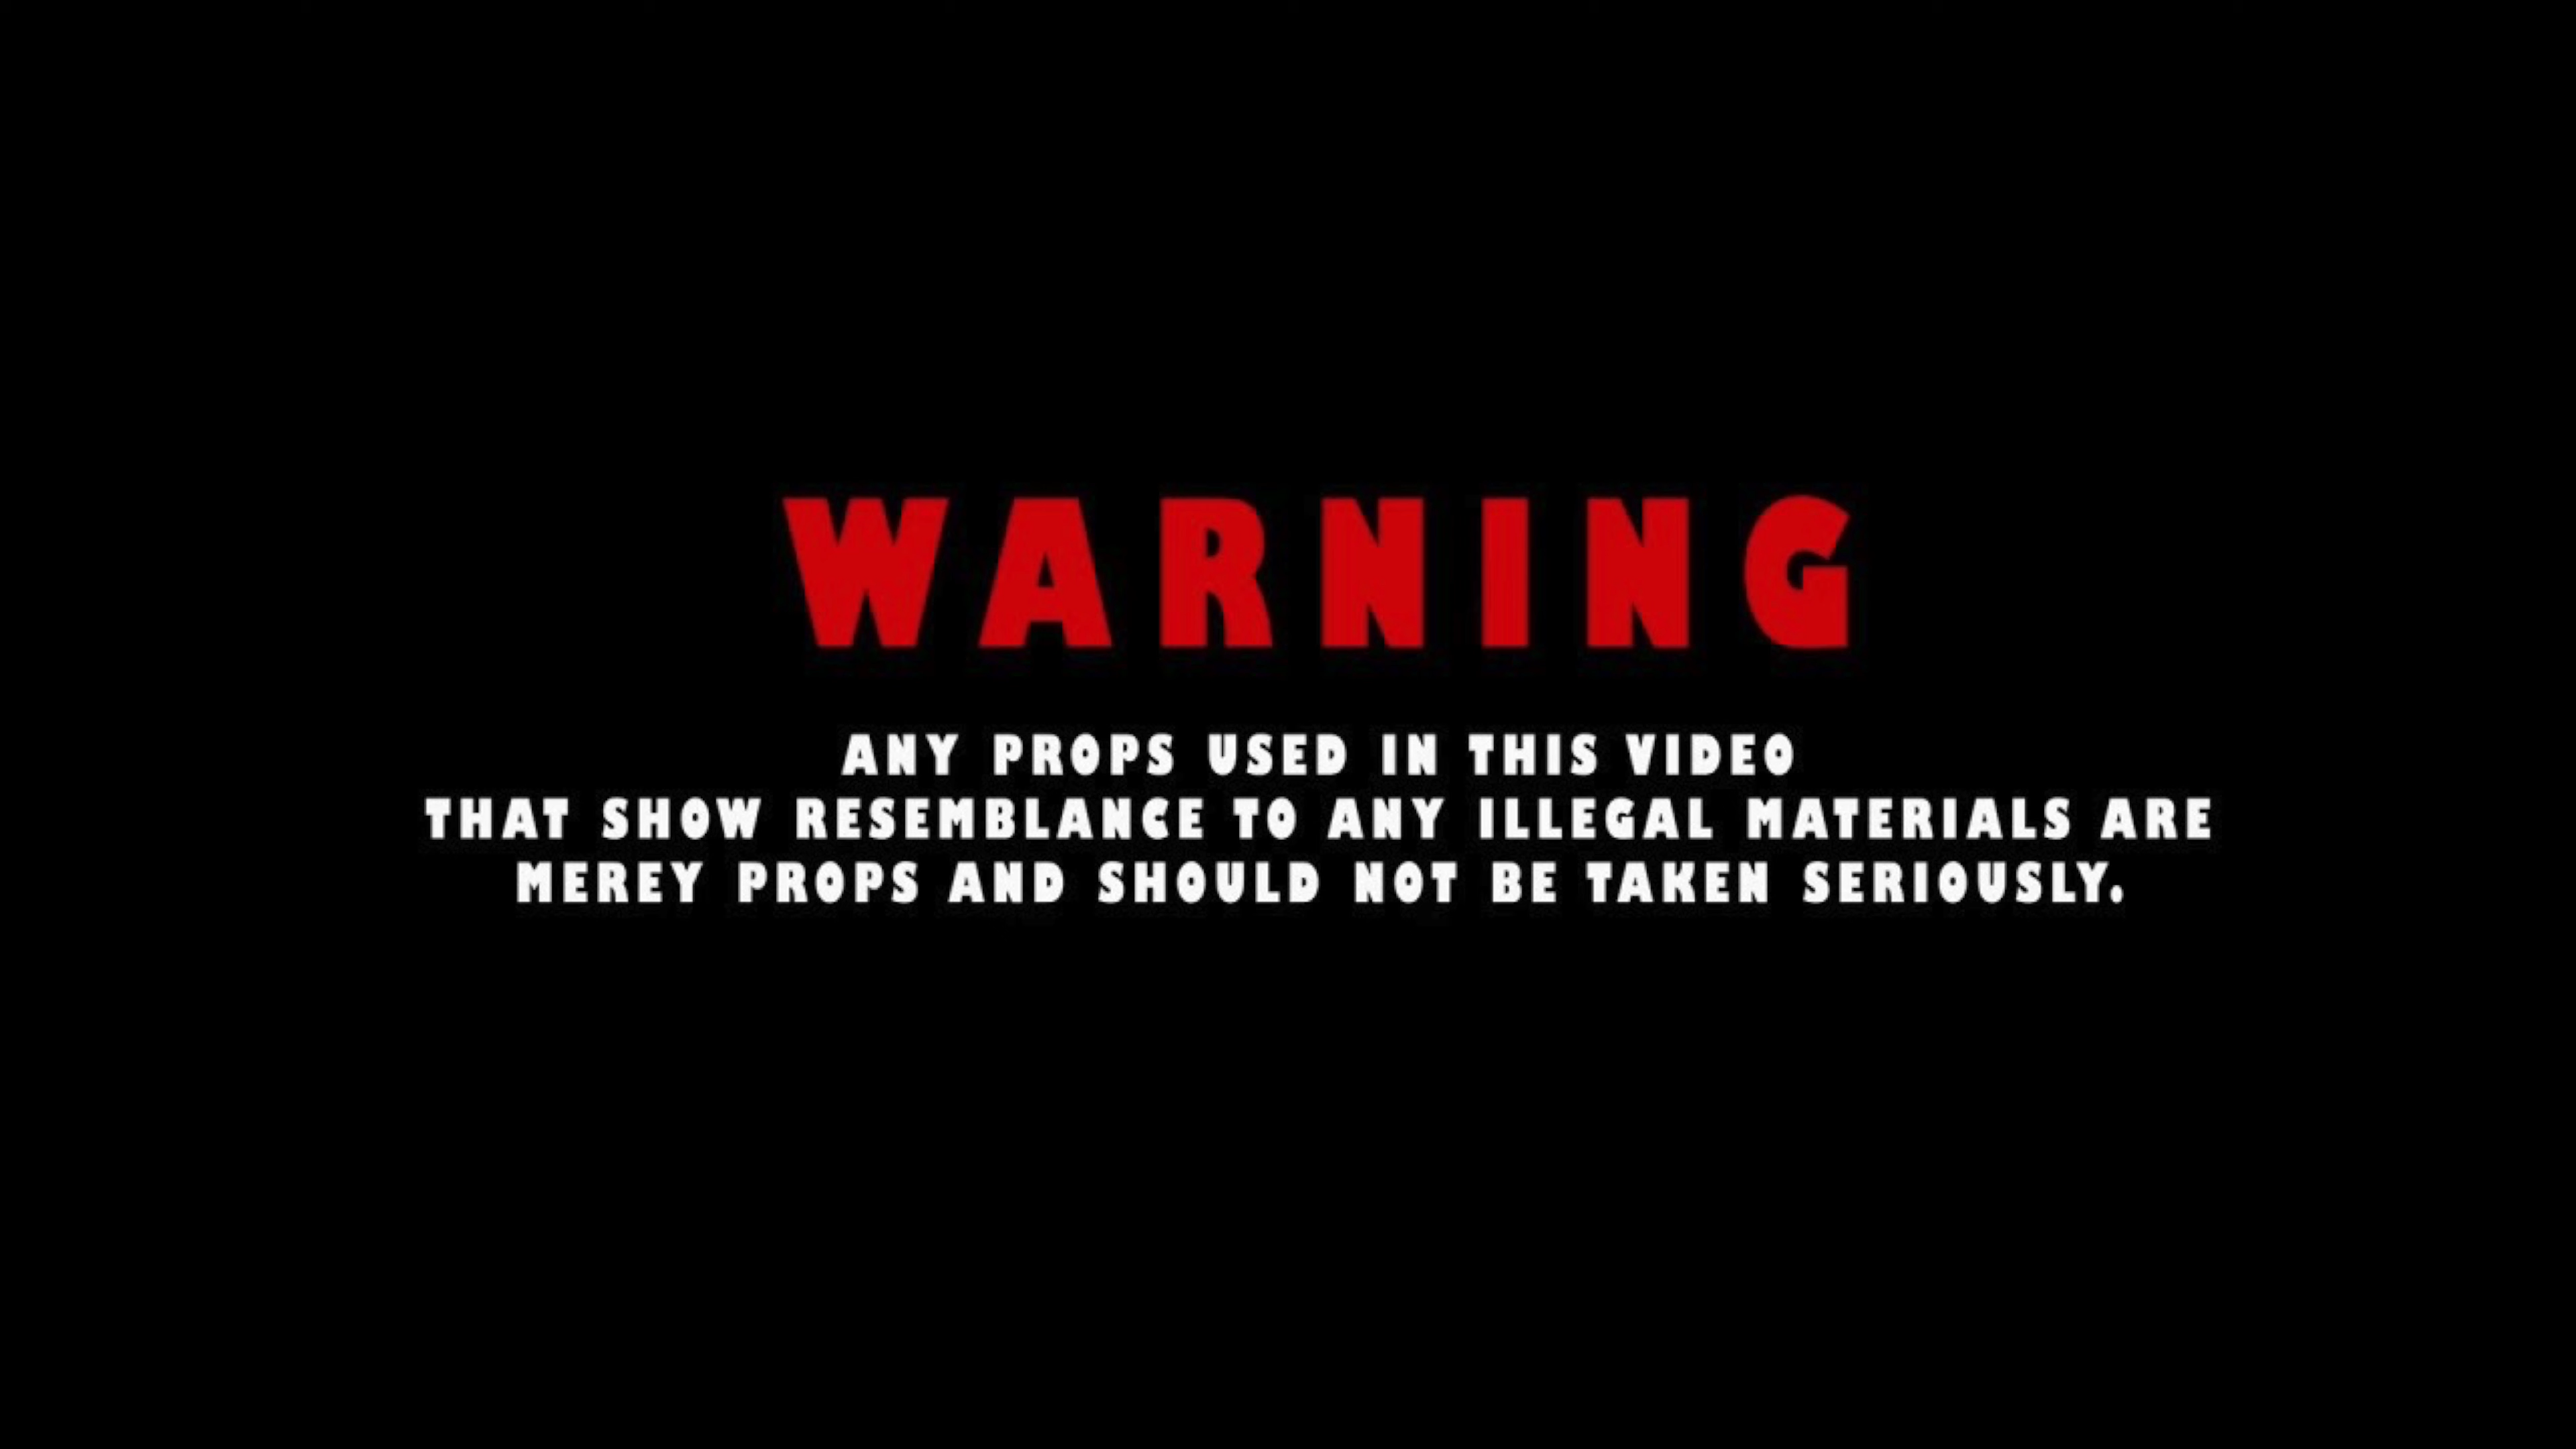 WARNING
ANY PROPS USED IN THIS VIDEO
THAT SHOW RESEMBLANCE TO ANY ILLEGAL MATERIALS ARE
MEREY PROPS AND SHOULD NOT BE TAKEN SERIOUSLY.